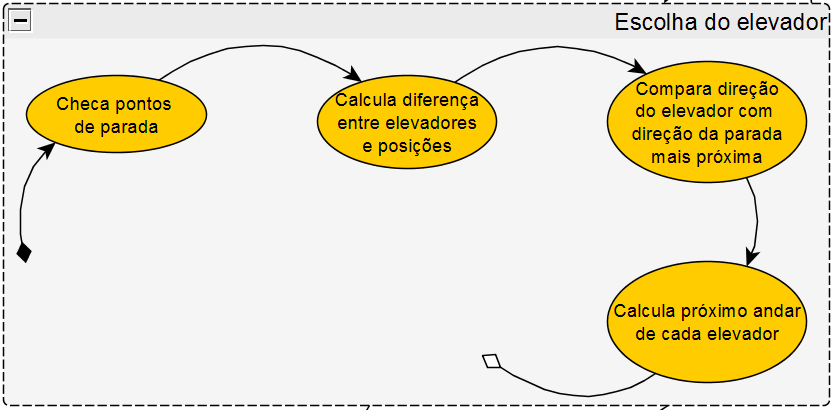 Escolha do elevador
Checa pontos
de parada
Calcula diferença
entre elevadores
e posições
Compara direção
do elevador com
direção da parada
mais próxima
Calcula próximo andar
de cada elevador